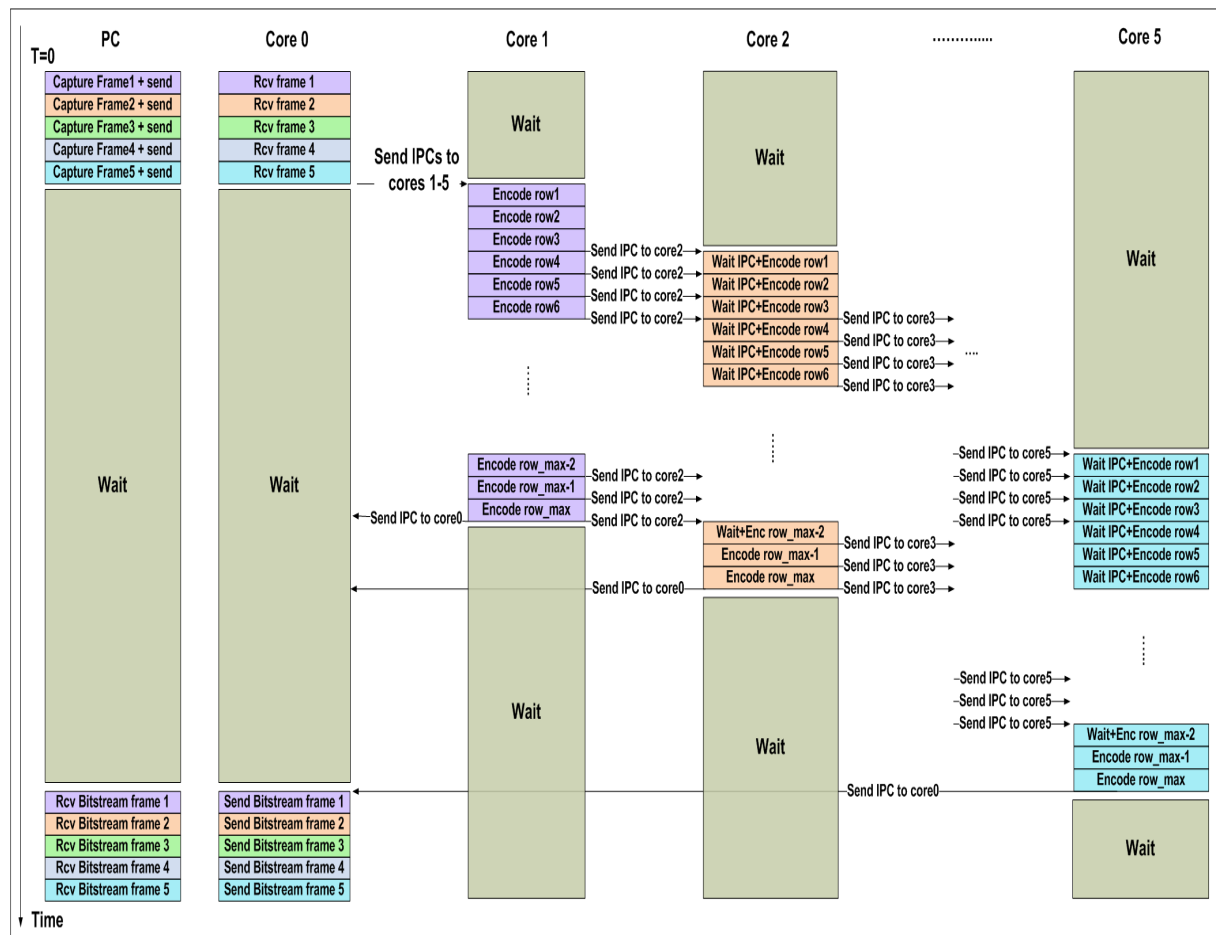 PC
Core 0
Core 1
Core 2
...............
Core 5
T=0
Capture Frame1 + send
Capture Frame2 + send
Capture Frame3 + send
Capture Frame4 + send
Capture Frame5 + send
Wait
Rcv Bitstream frame 1
Rcv Bitstream frame 2
Rcv Bitstream frame 3
Rcv Bitstream frame 4
Rcv Bitstream frame 5
Time
Rcv frame 1
Rcv frame 2
Rcv frame 3
Rcv frame 4
Rcv frame 5
Wait
Send Bitstream frame 1
Send Bitstream frame 2
Send Bitstream frame 3
Send Bitstream frame 4
Send Bitstream frame 5
Send IPCs to
cores 1-5
Send IPC to core0
Wait
Encode row1
Encode row2
Encode row3
Encode row4
Encode row5
Encode row6
Encode row_max-2
Encode row_max-1
Encode row_max
Wait
Send IPC to core2
Send IPC to core2
Send IPC to core2
Send IPC to core2
Send IPC to core2
Send IPC to core2
Send IPC to core2
Send IPC to core0
Wait
Wait IPC+Encode row1
Wait IPC+Encode row2
Wait IPC+Encode row3
Wait IPC+Encode row4
Wait IPC+Encode row5
Wait IPC+Encode row6
Wait+Enc row_max-2
Encode row_max-1
Encode row_max
Wait
Send IPC to core3
Send IPC to core3
Send IPC to core3
Send IPC to core3
....
Send IPC to core3
Send IPC to core3
Send IPC to core3
Send IPC to core0
Send IPC to core5
Send IPC to core5
Send IPC to core5
Send IPC to core5
Send IPC to core5
Send IPC to core5
Send IPC to core5
Wait
Wait IPC+Encode row1
Wait IPC+Encode row2
Wait IPC+Encode row3
Wait IPC+Encode row4
Wait IPC+Encode row5
Wait IPC+Encode row6
Wait+Enc row_max-2
Encode row_max-1
Encode row_max
Wait